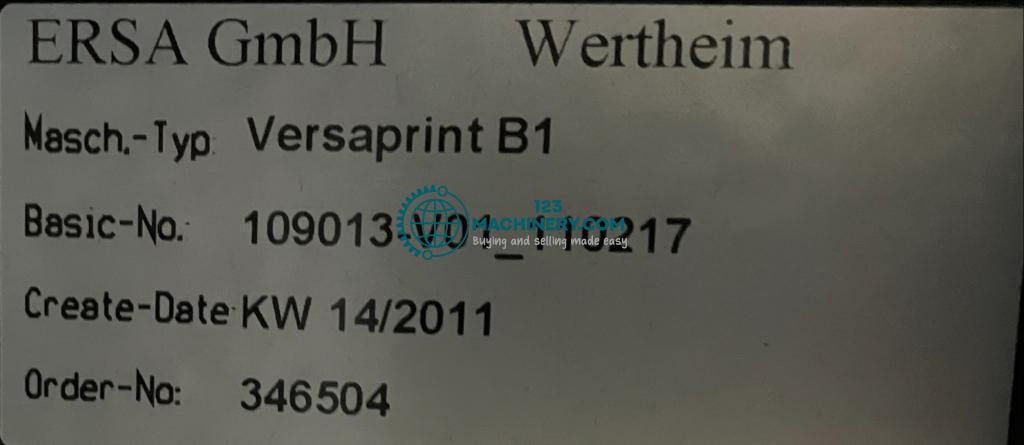 ERSA GmbH Wertheim
Masch.-Typ: Versaprint B1
Basic-No.: 109013-V01_110217
Create-Date: KW 14/2011
Order-No: 346504
123
MACHINERY.COM
Buying and selling made easy